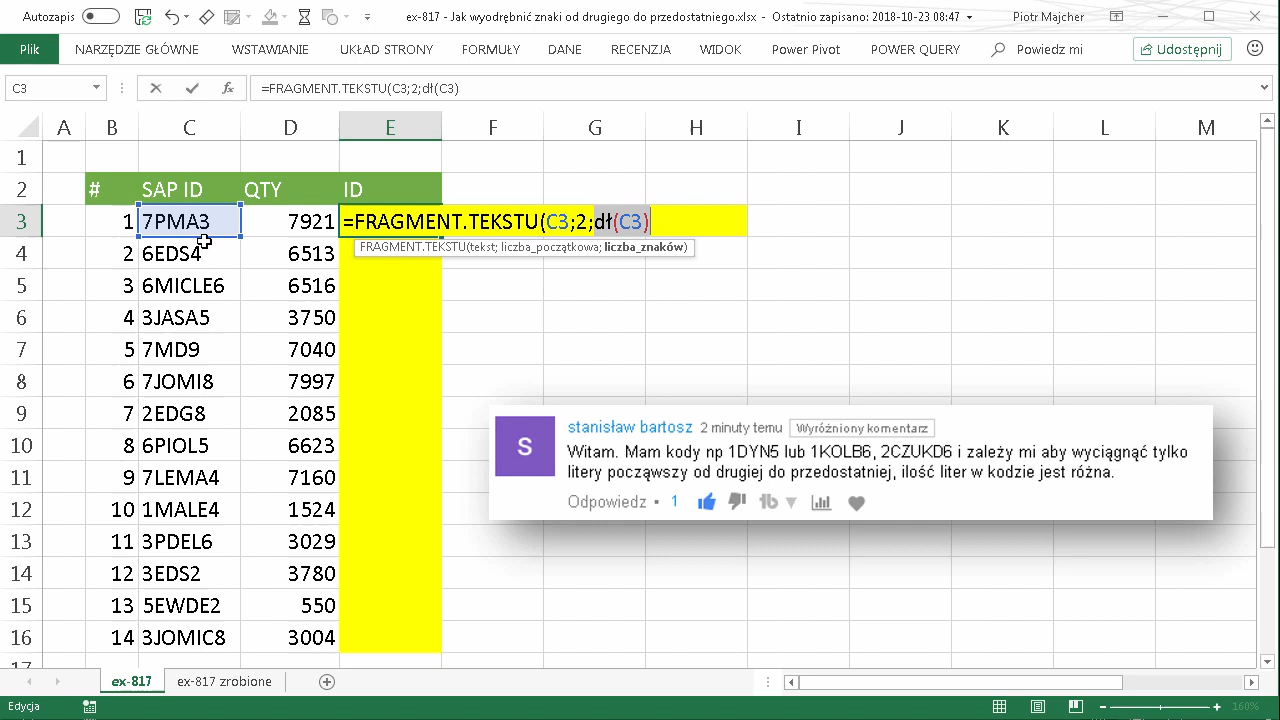 Autozapis
ex-817 - Jak wyodrębnić znaki od drugiego do przedostatniego.xlsx - Ostatnio zapisano: 2018-10-23 08:47
Piotr Majcher
Plik NARZĘDZIE GŁÓWNE WSTAWIANIE UKŁAD STRONY FORMUŁY DANE RECENZJA WIDOK Power Pivot POWER QUERY Powiedz mi Udostępnij
C3 fx =FRAGMENT.TEKSTU(C3;2;dł(C3)
A B C D E F G H I J K L M
1
2 # SAP ID QTY ID
3 1 7PMA3 7921 =FRAGMENT.TEKSTU(C3;2;dł(C3)
FRAGMENT.TEKSTU(tekst; liczba_początkowa; liczba_znaków)
4 2 6EDS4 6513
5 3 6MICLE6 6516
6 4 3JASA5 3750
7 5 7MD9 7040
8 6 7JOMI8 7997
9 7 2EDG8 2085
10 8 6PIOL5 6623
11 9 7LEMA4 7160
12 10 1MALE4 1524
13 11 3PDEL6 3029
14 12 3EDS2 3780
15 13 5EWDE2 550
16 14 3JOMIC8 3004
17
S
stanisław bartosz 2 minuty temu Wyróżniony komentarz
Witam. Mam kody np 1DYN5 lub 1KOLB6, 2CZUKD6 i zależy mi aby wyciągnąć tylko
litery począwszy od drugiej do przedostatniej, ilość liter w kodzie jest różna.
Odpowiedz • 1
ex-817 ex-817 zrobione
Edycja
160%